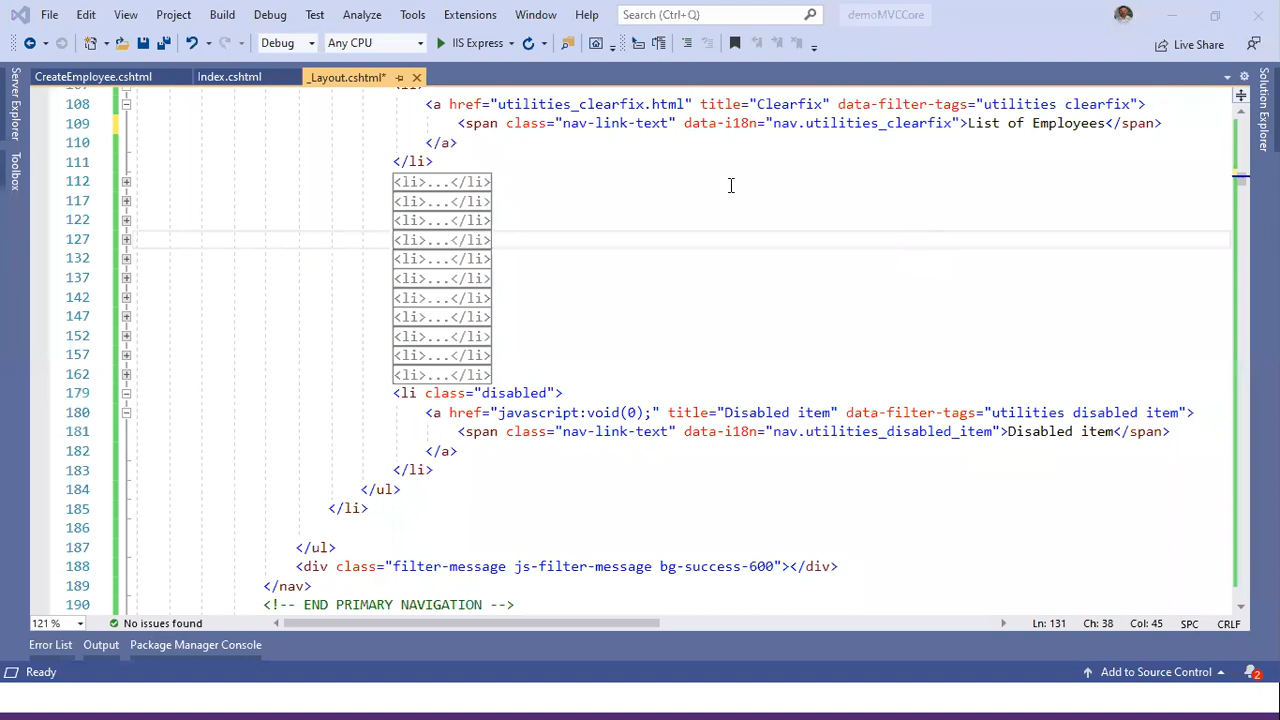 File Edit View Project Build Debug Test Analyze Tools Extensions Window Help Search (Ctrl+Q) demoMVCCore
Debug Any CPU IIS Express Live Share
CreateEmployee.cshtml Index.cshtml _Layout.cshtml*
Server Explorer
Toolbox
Solution Explorer
108 <a href="utilities_clearfix.html" title="Clearfix" data-filter-tags="utilities clearfix">
109 <span class="nav-link-text" data-i18n="nav.utilities_clearfix">List of Employees</span>
110 </a>
111 </li>
112 <li>...</li>
117 <li>...</li>
122 <li>...</li>
127 <li>...</li>
132 <li>...</li>
137 <li>...</li>
142 <li>...</li>
147 <li>...</li>
152 <li>...</li>
157 <li>...</li>
162 <li>...</li>
179 <li class="disabled">
180 <a href="javascript:void(0);" title="Disabled item" data-filter-tags="utilities disabled item">
181 <span class="nav-link-text" data-i18n="nav.utilities_disabled_item">Disabled item</span>
182 </a>
183 </li>
184 </ul>
185 </li>
186
187 </ul>
188 <div class="filter-message js-filter-message bg-success-600"></div>
189 </nav>
190 <!-- END PRIMARY NAVIGATION -->
121 % No issues found Ln: 131 Ch: 38 Col: 45 SPC CRLF
Error List Output Package Manager Console
Ready Add to Source Control 2